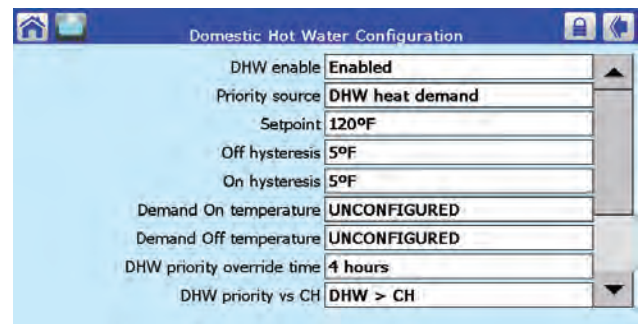 Domestic Hot Water Configuration
DHW enable Enabled
Priority source DHW heat demand
Setpoint 120ºF
Off hysteresis 5ºF
On hysteresis 5ºF
Demand On temperature UNCONFIGURED
Demand Off temperature UNCONFIGURED
DHW priority override time 4 hours
DHW priority vs CH DHW > CH